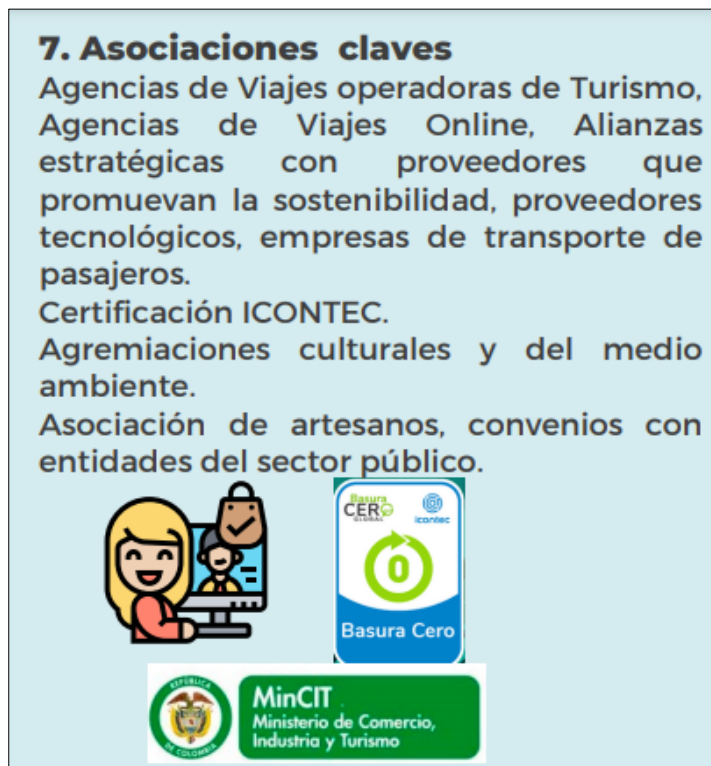 7. Asociaciones claves
Agencias de Viajes operadoras de Turismo,
Agencias de Viajes Online, Alianzas
estratégicas con proveedores que
promuevan la sostenibilidad, proveedores
tecnológicos, empresas de transporte de
pasajeros.
Certificación ICONTEC.
Agremiaciones culturales y del medio
ambiente.
Asociación de artesanos, convenios con
entidades del sector público.
Basura
CERO
GLOBAL
icontec
0
Basura Cero
REPÚBLICA
DE COLOMBIA
MinCIT
Ministerio de Comercio,
Industria y Turismo